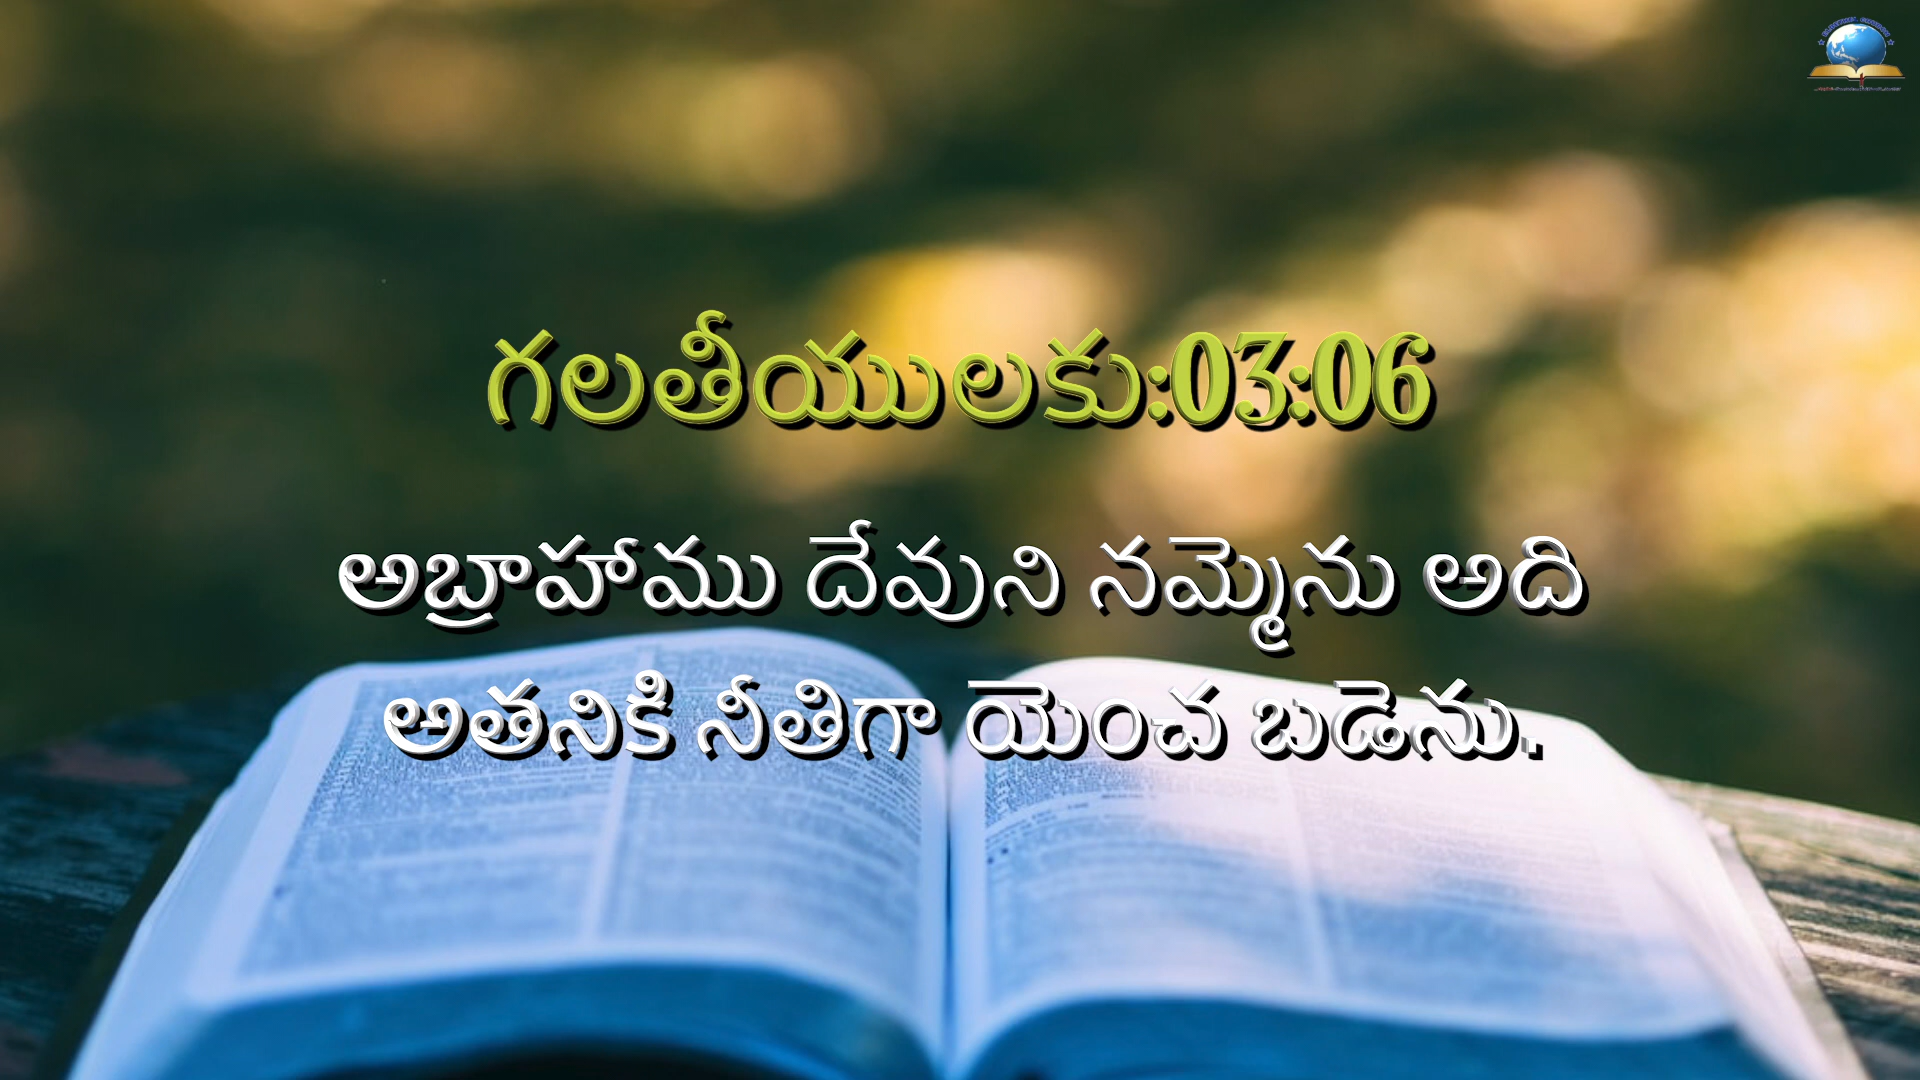 గలతీయులకు:03:06
అబ్రాహాము దేవుని నమ్మెను అది
అతనికి నీతిగా యెంచ బడెను.